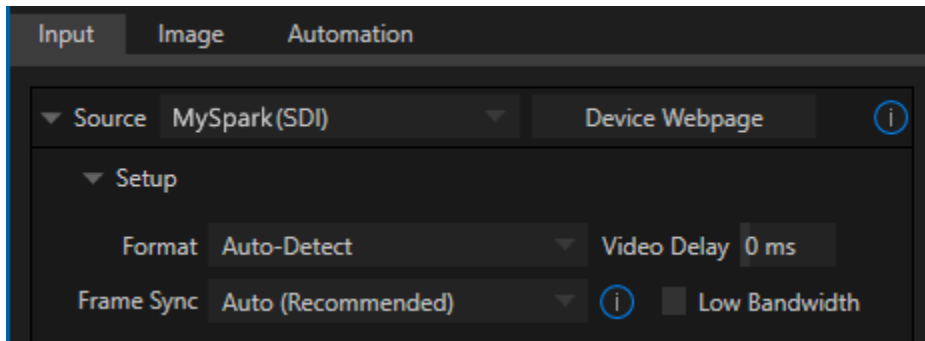 Input Image Automation
Source MySpark(SDI) Device Webpage
Setup
Format Auto-Detect Video Delay 0 ms
Frame Sync Auto (Recommended) Low Bandwidth